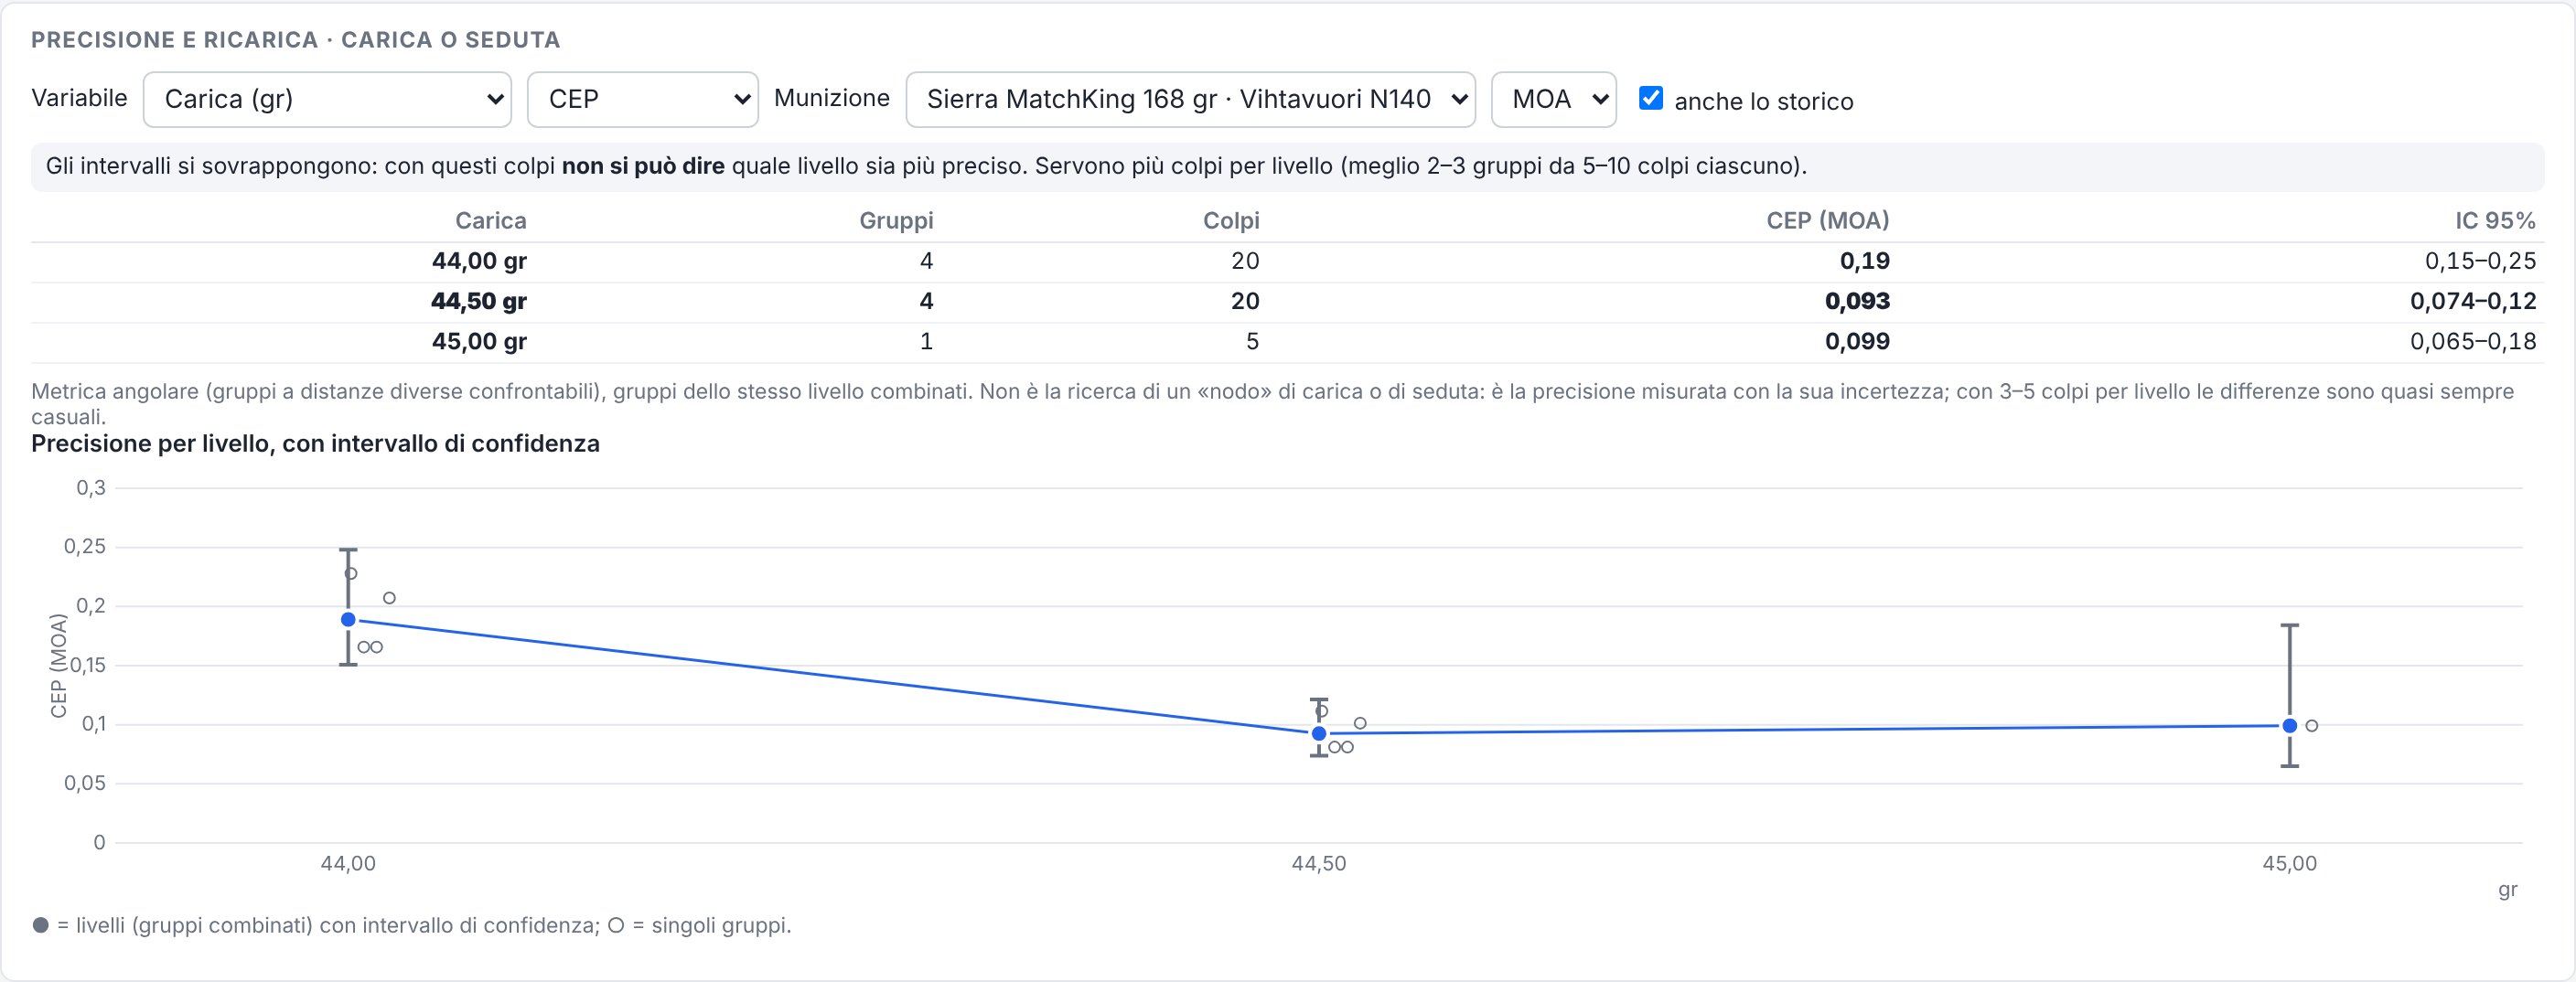 PRECISIONE E RICARICA · CARICA O SEDUTA
Variabile Carica (gr) CEP Munizione Sierra MatchKing 168 gr · Vihtavuori N140 MOA anche lo storico
Gli intervalli si sovrappongono: con questi colpi non si può dire quale livello sia più preciso. Servono più colpi per livello (meglio 2–3 gruppi da 5–10 colpi ciascuno).
Carica Gruppi Colpi CEP (MOA) IC 95%
44,00 gr 4 20 0,19 0,15–0,25
44,50 gr 4 20 0,093 0,074–0,12
45,00 gr 1 5 0,099 0,065–0,18
Metrica angolare (gruppi a distanze diverse confrontabili), gruppi dello stesso livello combinati. Non è la ricerca di un «nodo» di carica o di seduta: è la precisione misurata con la sua incertezza; con 3–5 colpi per livello le differenze sono quasi sempre
casuali.
Precisione per livello, con intervallo di confidenza
0,3
0,25
0,2
0,15
0,1
0,05
0
CEP (MOA)
44,00 44,50 45,00
gr
= livelli (gruppi combinati) con intervallo di confidenza; = singoli gruppi.